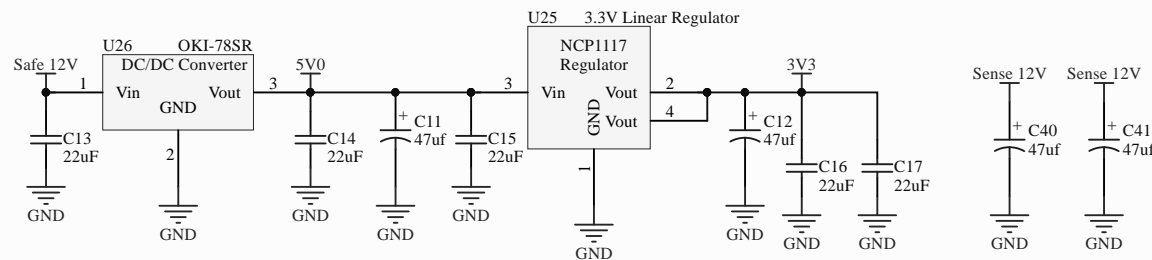 U26 OKI-78SR
DC/DC Converter
Safe 12V
1
Vin
Vout
GND
3
2
C13
22uF
GND
GND
5V0
C14
22uF
GND
C11
47uf
+
GND
C15
22uF
GND
U25 3.3V Linear Regulator
NCP1117
Regulator
3
Vin
Vout
2
Vout
4
GND
1
GND
3V3
+
C12
47uf
GND
C16
22uF
GND
C17
22uF
GND
Sense 12V
+
C40
47uf
GND
Sense 12V
+
C41
47uf
GND